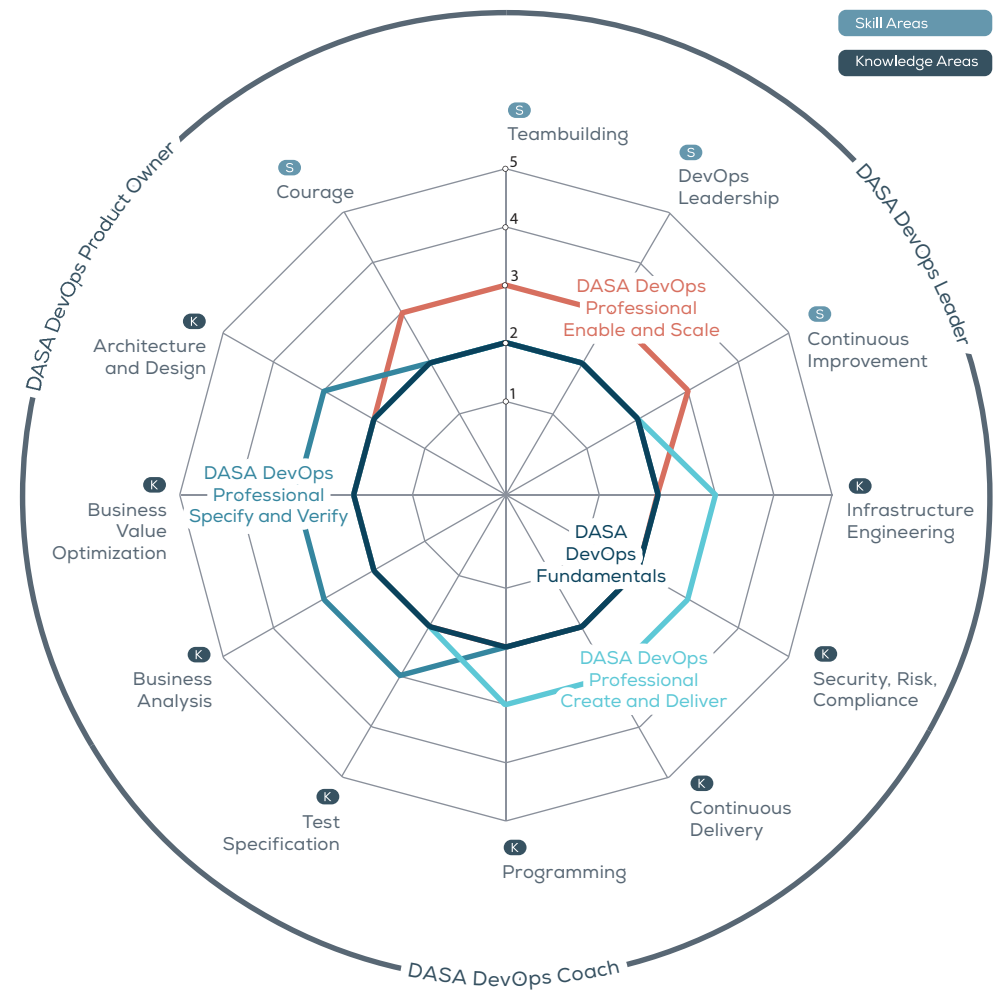 Skill Areas
Knowledge Areas
S
Teambuilding
S
DevOps
Leadership
S
Courage
DASA DevOps Product Owner
DASA DevOps Leader
5
4
3
2
1
DASA DevOps
Professional
Enable and Scale
S
Continuous
Improvement
K
Architecture
and Design
K
Business
Value
Optimization
DASA DevOps
Professional
Specify and Verify
K
Infrastructure
Engineering
DASA
DevOps
Fundamentals
K
Business
Analysis
K
Security, Risk,
Compliance
DASA DevOps
Professional
Create and Deliver
K
Test
Specification
K
Continuous
Delivery
K
Programming
DASA DevOps Coach